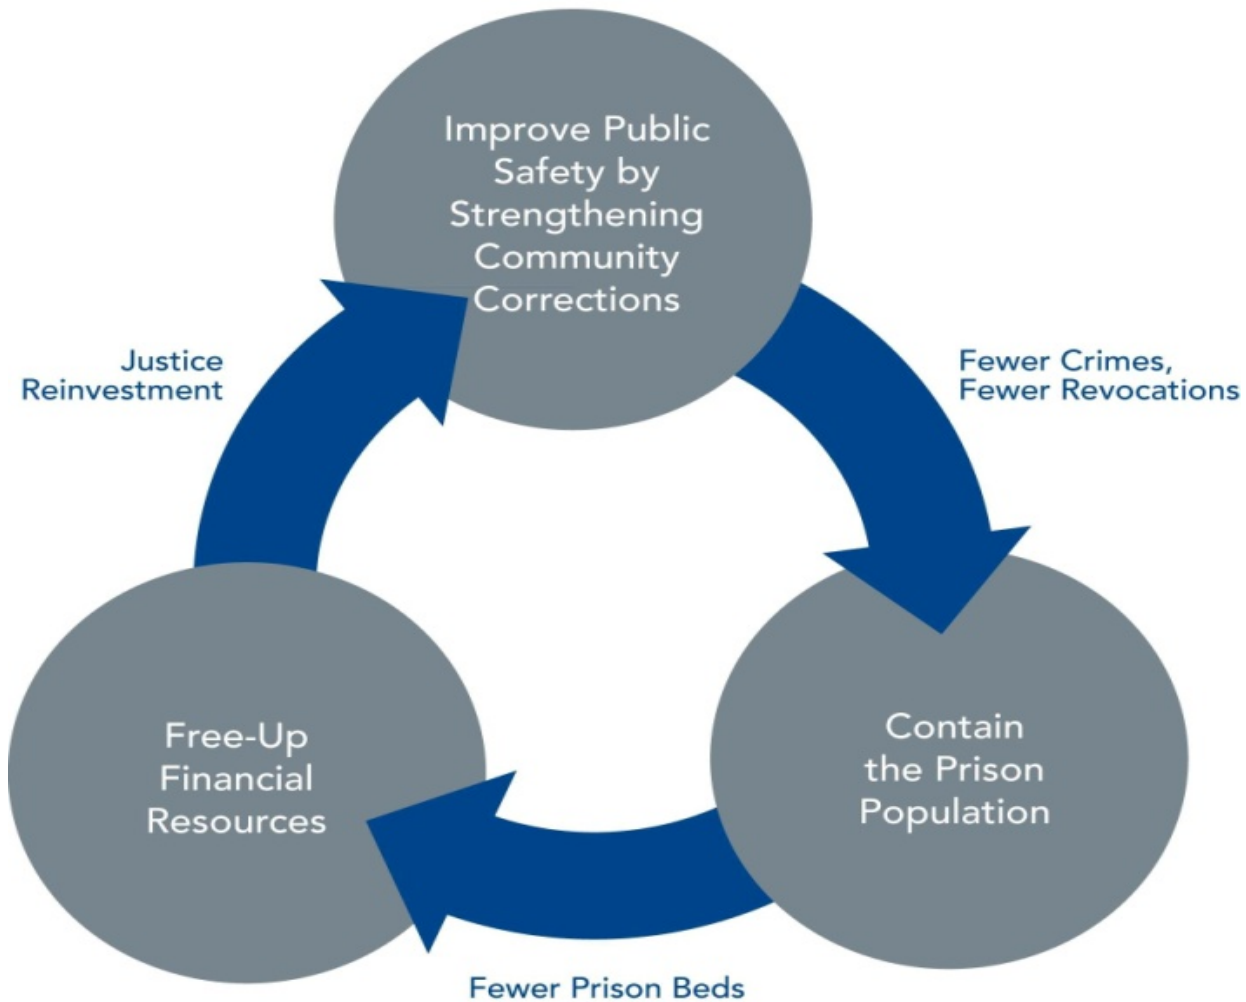 Improve Public
Safety by
Strengthening
Community
Corrections
Justice
Reinvestment
Fewer Crimes,
Fewer Revocations
Free-Up
Financial
Resources
Contain
the Prison
Population
Fewer Prison Beds